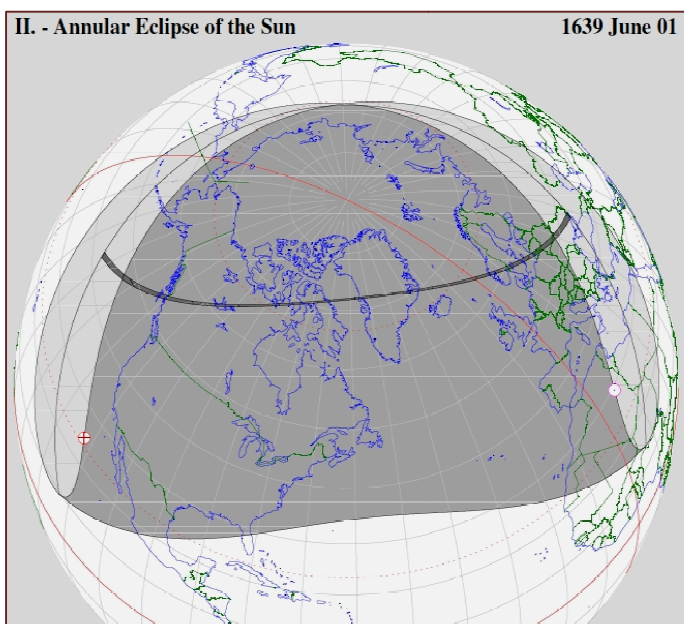 II. - Annular Eclipse of the Sun
1639 June 01